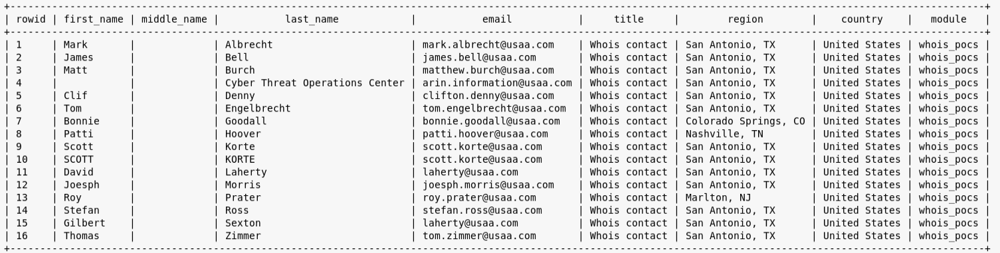 +---------------------------------------------------------------------------------------------------------------------------------------------------------------------+
| rowid | first_name | middle_name |           last_name            |           email           |     title     |        region        |    country    |   module   |
+---------------------------------------------------------------------------------------------------------------------------------------------------------------------+
| 1     | Mark       |             | Albrecht                       | mark.albrecht@usaa.com    | Whois contact | San Antonio, TX      | United States | whois_pocs |
| 2     | James      |             | Bell                           | james.bell@usaa.com       | Whois contact | San Antonio, TX      | United States | whois_pocs |
| 3     | Matt       |             | Burch                          | matthew.burch@usaa.com    | Whois contact | San Antonio, TX      | United States | whois_pocs |
| 4     |            |             | Cyber Threat Operations Center | arin.information@usaa.com | Whois contact | San Antonio, TX      | United States | whois_pocs |
| 5     | Clif       |             | Denny                          | clifton.denny@usaa.com    | Whois contact | San Antonio, TX      | United States | whois_pocs |
| 6     | Tom        |             | Engelbrecht                    | tom.engelbrecht@usaa.com  | Whois contact | San Antonio, TX      | United States | whois_pocs |
| 7     | Bonnie     |             | Goodall                        | bonnie.goodall@usaa.com   | Whois contact | Colorado Springs, CO | United States | whois_pocs |
| 8     | Patti      |             | Hoover                         | patti.hoover@usaa.com     | Whois contact | Nashville, TN        | United States | whois_pocs |
| 9     | Scott      |             | Korte                          | scott.korte@usaa.com      | Whois contact | San Antonio, TX      | United States | whois_pocs |
| 10    | SCOTT      |             | KORTE                          | scott.korte@usaa.com      | Whois contact | San Antonio, TX      | United States | whois_pocs |
| 11    | David      |             | Laherty                        | laherty@usaa.com          | Whois contact | San Antonio, TX      | United States | whois_pocs |
| 12    | Joesph     |             | Morris                         | joesph.morris@usaa.com    | Whois contact | San Antonio, TX      | United States | whois_pocs |
| 13    | Roy        |             | Prater                         | roy.prater@usaa.com       | Whois contact | Marlton, NJ          | United States | whois_pocs |
| 14    | Stefan     |             | Ross                           | stefan.ross@usaa.com      | Whois contact | San Antonio, TX      | United States | whois_pocs |
| 15    | Gilbert    |             | Sexton                         | laherty@usaa.com          | Whois contact | San Antonio, TX      | United States | whois_pocs |
| 16    | Thomas     |             | Zimmer                         | tom.zimmer@usaa.com       | Whois contact | San Antonio, TX      | United States | whois_pocs |
+---------------------------------------------------------------------------------------------------------------------------------------------------------------------+